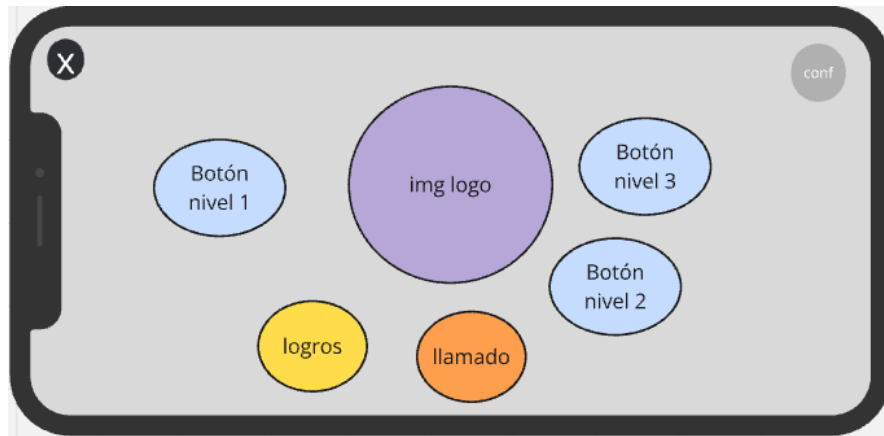 X
conf
Botón
nivel 1
img logo
Botón
nivel 3
Botón
nivel 2
logros
llamado